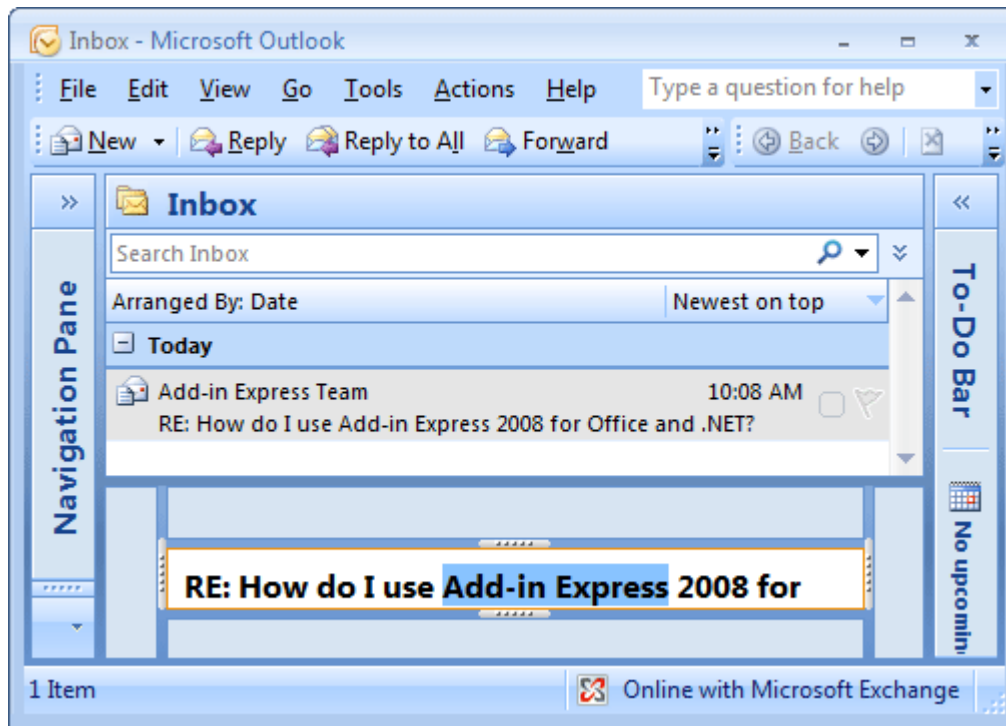 Inbox - Microsoft Outlook
File Edit View Go Tools Actions Help Type a question for help
New Reply Reply to All Forward Back
Inbox
Search Inbox
Arranged By: Date Newest on top
Today
Add-in Express Team 10:08 AM
RE: How do I use Add-in Express 2008 for Office and .NET?
RE: How do I use Add-in Express 2008 for
Navigation Pane
To-Do Bar
No upcomin
1 Item Online with Microsoft Exchange